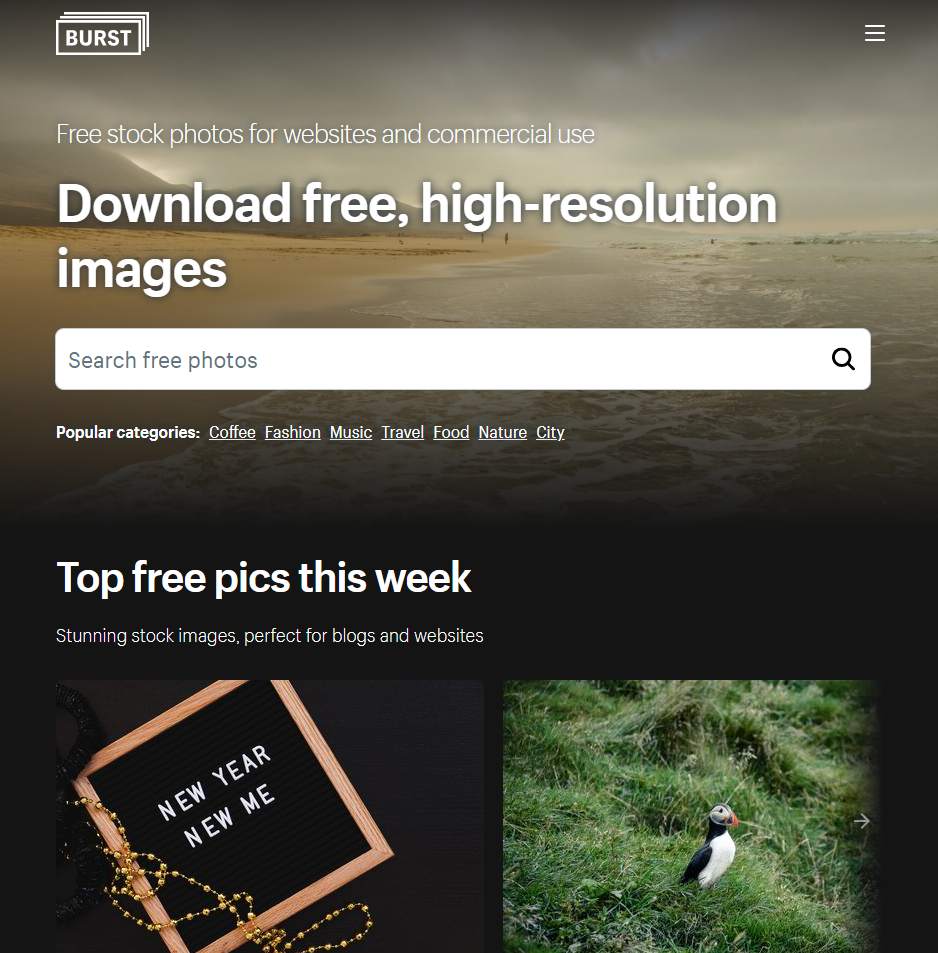 BURST
Free stock photos for websites and commercial use
Download free, high-resolution
images
Search free photos
Popular categories: Coffee Fashion Music Travel Food Nature City
Top free pics this week
Stunning stock images, perfect for blogs and websites
NEW YEAR
NEW ME